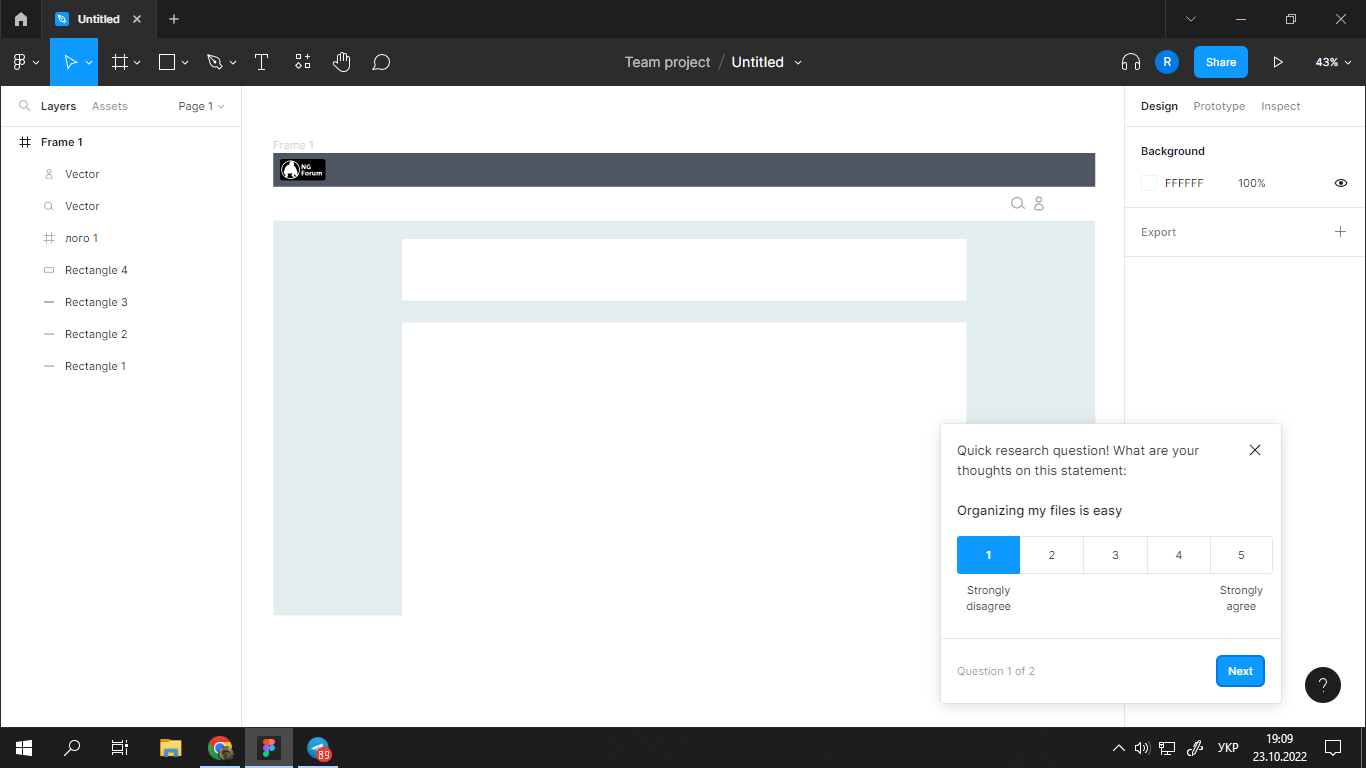 Untitled
Team project / Untitled
R
Share
43%
Layers
Assets
Page 1
Frame 1
Vector
Vector
лого 1
Rectangle 4
Rectangle 3
Rectangle 2
Rectangle 1
Frame 1
NG
Forum
Design
Prototype
Inspect
Background
FFFFFF
100%
Export
Quick research question! What are your
thoughts on this statement:
Organizing my files is easy
1
2
3
4
5
Strongly
disagree
Strongly
agree
Question 1 of 2
Next
?
89
УКР
19:09
23.10.2022